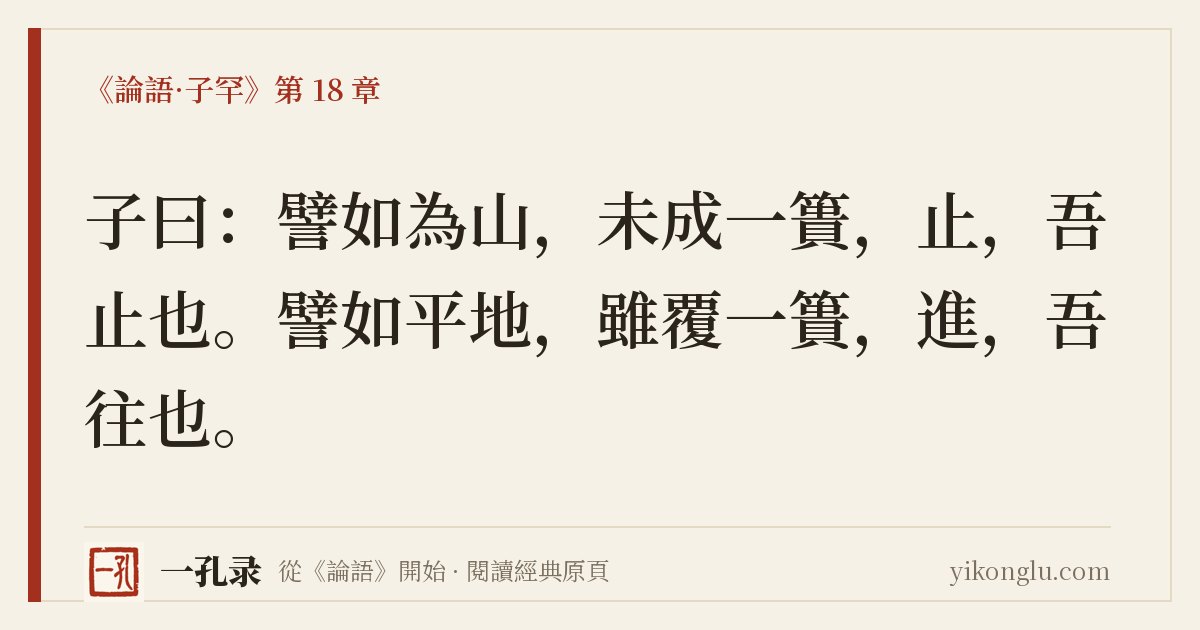 《論語·子罕》第 18 章
子曰：譬如為山，未成一簣，止，吾
止也。譬如平地，雖覆一簣，進，吾
往也。
一孔
一孔录 從《論語》開始 · 閱讀經典原頁 yikonglu.com